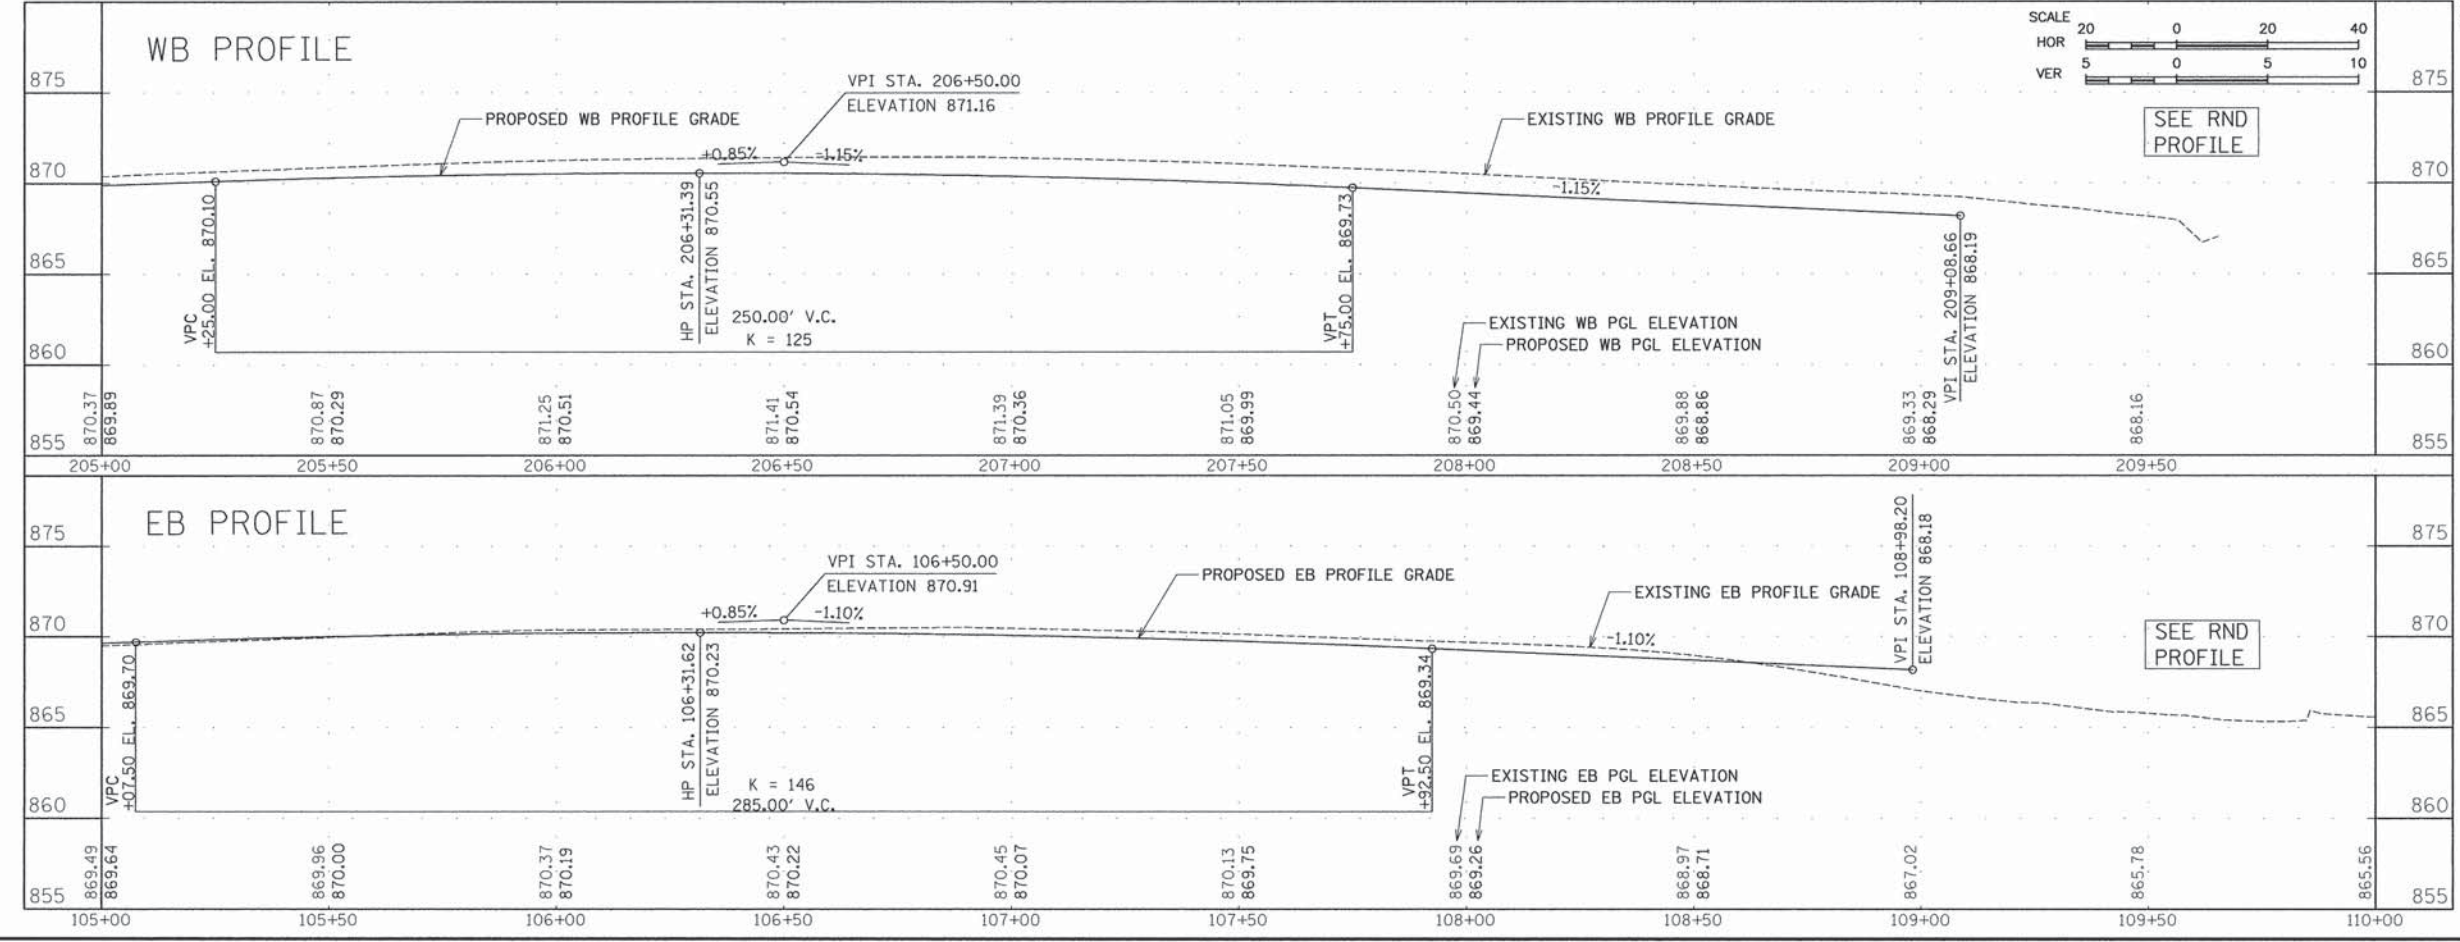 WB PROFILE
SCALE
HOR 20 0 20 40
VER 5 0 5 10
SEE RND
PROFILE
875 875
870 870
865 865
860 860
855 855
VPI STA. 206+50.00
ELEVATION 871.16
PROPOSED WB PROFILE GRADE
EXISTING WB PROFILE GRADE
+0.85% -1.15%
-1.15%
VPC
+25.00 EL. 870.10
HP STA. 206+31.39
ELEVATION 870.55
250.00' V.C.
K = 125
VPT
+75.00 EL. 869.73
EXISTING WB PGL ELEVATION
PROPOSED WB PGL ELEVATION
VPI STA. 209+08.66
ELEVATION 868.19
870.37
869.89
870.87
870.29
871.25
870.51
871.41
870.54
871.39
870.36
871.05
869.99
870.50
869.44
869.88
868.86
869.33
868.29
868.16
205+00 205+50 206+00 206+50 207+00 207+50 208+00 208+50 209+00 209+50
EB PROFILE
875 875
870 870
865 865
860 860
855 855
VPI STA. 106+50.00
ELEVATION 870.91
+0.85% -1.10%
PROPOSED EB PROFILE GRADE
EXISTING EB PROFILE GRADE
-1.10%
VPI STA. 108+98.20
ELEVATION 868.18
SEE RND
PROFILE
VPC
+07.50 EL. 869.70
HP STA. 106+31.62
ELEVATION 870.23
K = 146
285.00' V.C.
VPT
+92.50 EL. 869.34
EXISTING EB PGL ELEVATION
PROPOSED EB PGL ELEVATION
869.49
869.64
869.96
870.00
870.37
870.19
870.43
870.22
870.45
870.07
870.13
869.75
869.69
869.26
868.97
868.71
867.02
865.78
865.56
105+00 105+50 106+00 106+50 107+00 107+50 108+00 108+50 109+00 109+50 110+00